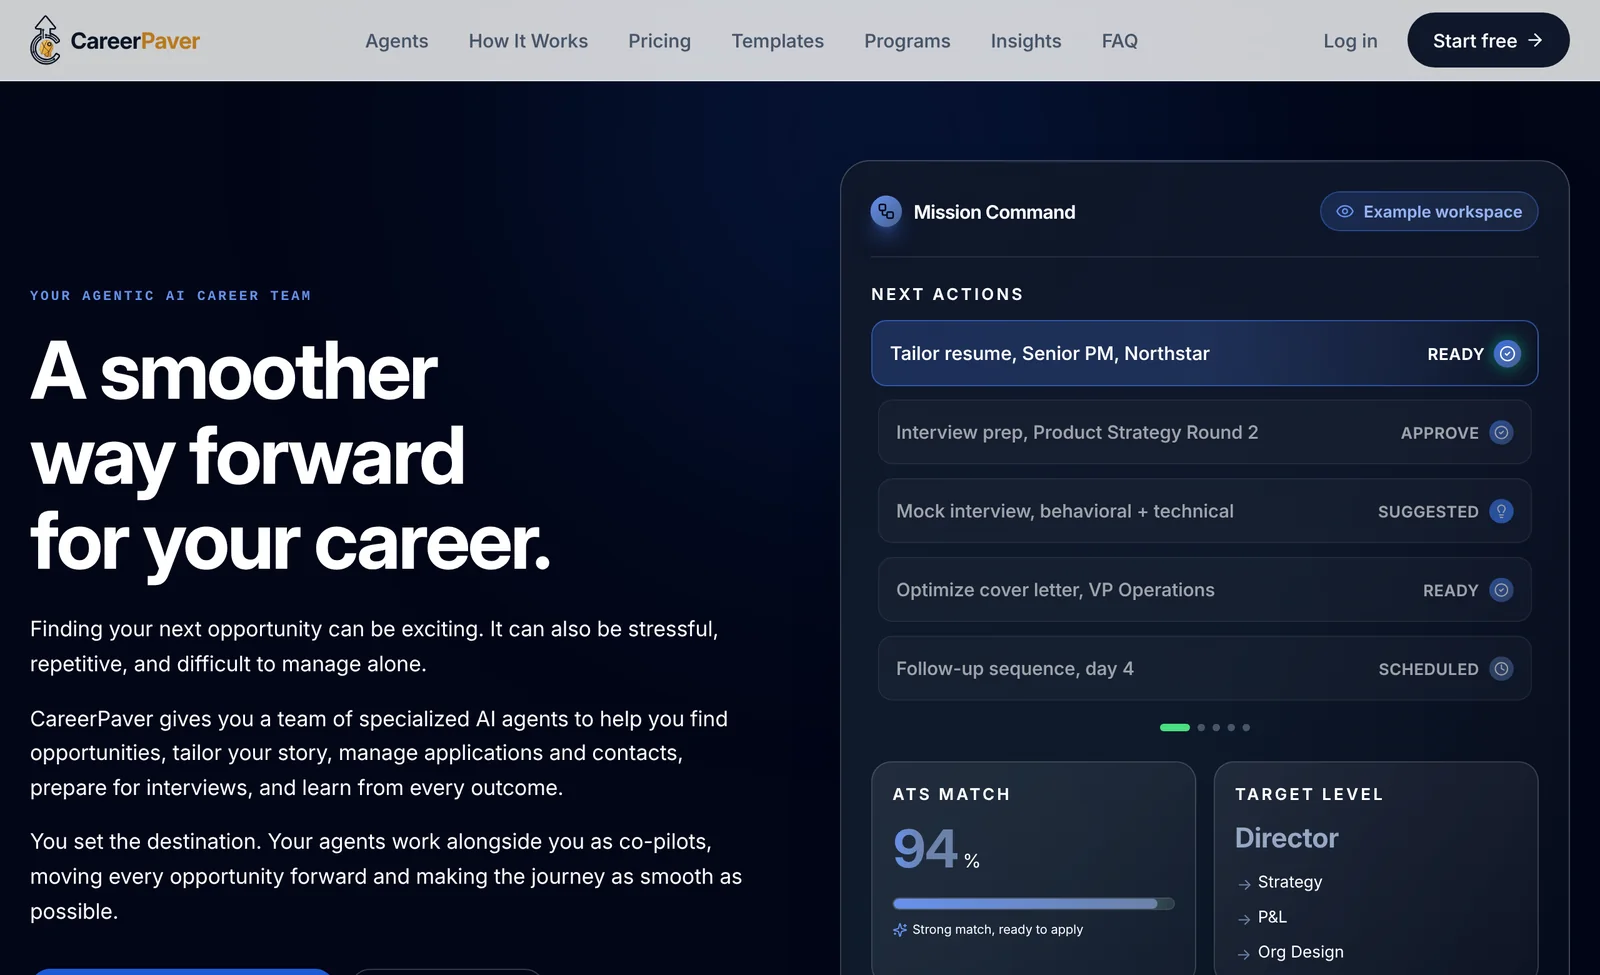 CareerPaver
Agents
How It Works
Pricing
Templates
Programs
Insights
FAQ
Log in
Start free
YOUR AGENTIC AI CAREER TEAM
A smoother
way forward
for your career.
Finding your next opportunity can be exciting. It can also be stressful,
repetitive, and difficult to manage alone.
CareerPaver gives you a team of specialized AI agents to help you find
opportunities, tailor your story, manage applications and contacts,
prepare for interviews, and learn from every outcome.
You set the destination. Your agents work alongside you as co-pilots,
moving every opportunity forward and making the journey as smooth as
possible.
Mission Command
Example workspace
NEXT ACTIONS
Tailor resume, Senior PM, Northstar READY
Interview prep, Product Strategy Round 2 APPROVE
Mock interview, behavioral + technical SUGGESTED
Optimize cover letter, VP Operations READY
Follow-up sequence, day 4 SCHEDULED
ATS MATCH
94%
Strong match, ready to apply
TARGET LEVEL
Director
Strategy
P&L
Org Design